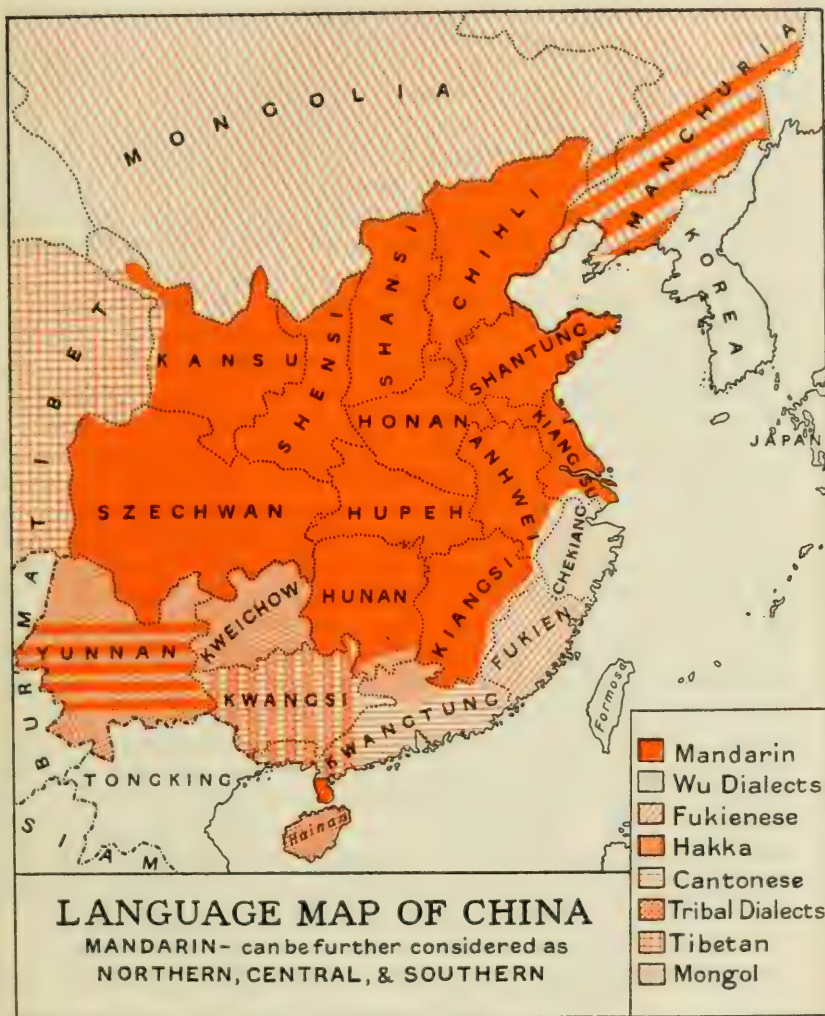 MONGOLIA
MANCHURIA
KOREA
JAPAN
CHIHLI
SHANSI
SHENSI
KANSU
TIBET
SHANTUNG
HONAN
KIANGSU
ANHWEI
SZECHWAN
HUPEH
CHEKIANG
HUNAN
KIANGSI
FUKIEN
KWEICHOW
YUNNAN
KWANGSI
KWANGTUNG
Formosa
BURMA
TONGKING
SIAM
Hainan
Mandarin
Wu Dialects
Fukienese
Hakka
Cantonese
Tribal Dialects
Tibetan
Mongol
LANGUAGE MAP OF CHINA
MANDARIN– can be further considered as
NORTHERN, CENTRAL, & SOUTHERN